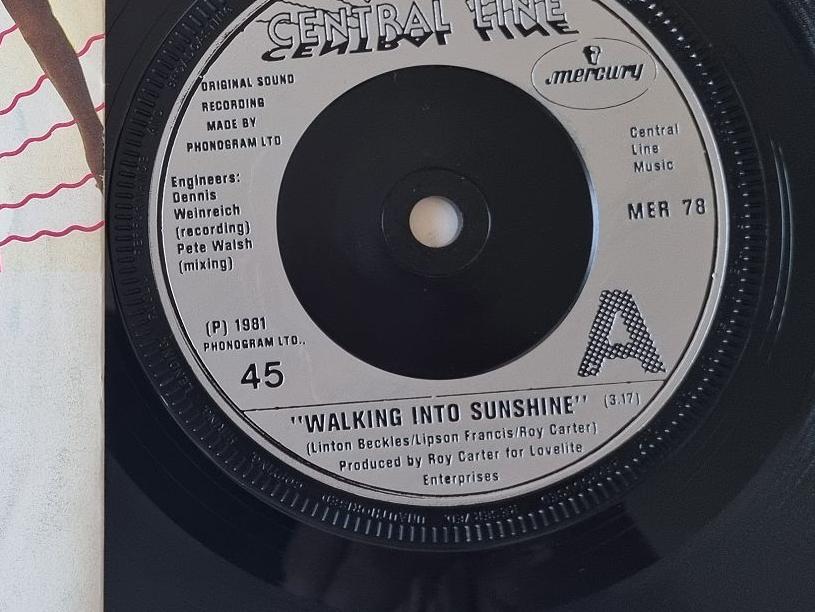 CENTRAL LINE
mercury
ORIGINAL SOUND
RECORDING
MADE BY
PHONOGRAM LTD
Central
Line
Music
Engineers:
Dennis
Weinreich
(recording)
Pete Walsh
(mixing)
MER 78
(P) 1981
PHONOGRAM LTD..
45
A
"WALKING INTO SUNSHINE" (3.17)
(Linton Beckles/Lipson Francis/Roy Carter)
Produced by Roy Carter for Lovelite
Enterprises